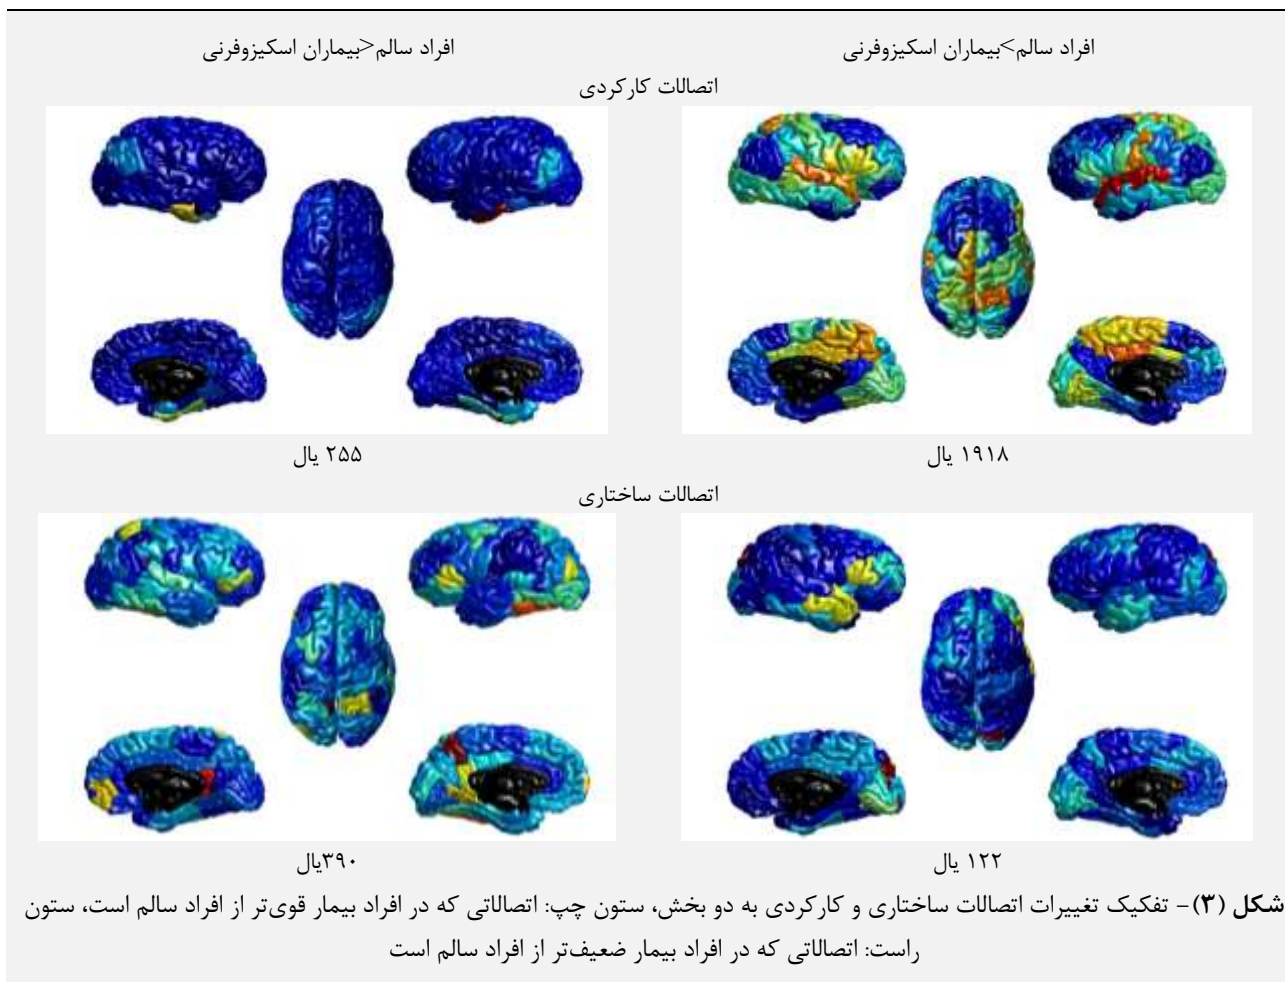 افراد سالم>بیماران اسکیزوفرنی
افراد سالم<بیماران اسکیزوفرنی
اتصالات کارکردی
۱۹۱۸ یال
۲۵۵ یال
اتصالات ساختاری
۱۲۲ یال
۳۹۰یال
شکل (۳)- تفکیک تغییرات اتصالات ساختاری و کارکردی به دو بخش، ستون چپ: اتصالاتی که در افراد بیمار قوی‌تر از افراد سالم است، ستون
راست: اتصالاتی که در افراد بیمار ضعیف‌تر از افراد سالم است